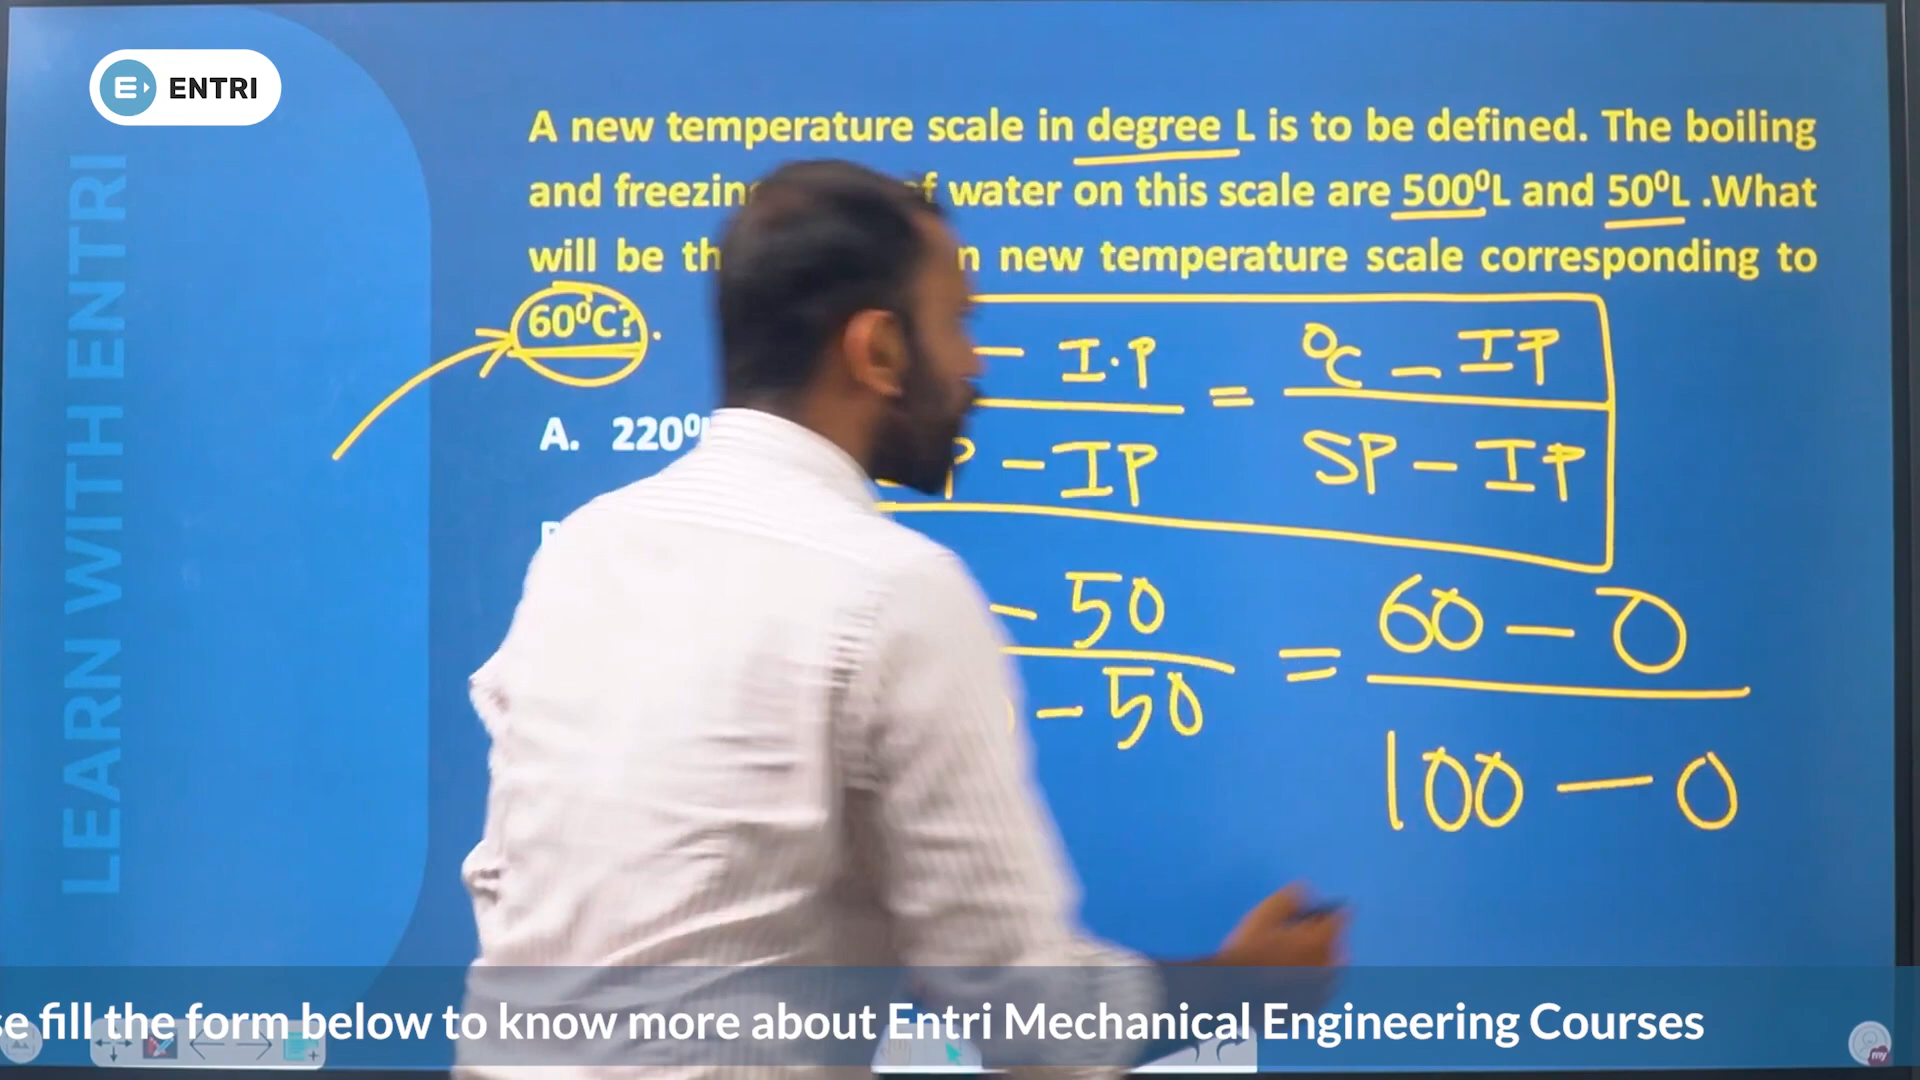 ENTRI
LEARN WITH ENTRI
A new temperature scale in degree L is to be defined. The boiling
and freezin f water on this scale are 500⁰L and 50⁰L .What
will be th n new temperature scale corresponding to
60⁰C? .
– I.P = ⁰C – IP
A. 220⁰
P – IP SP – IP
– 50 = 60 – 0
– 50 100 – 0
se fill the form below to know more about Entri Mechanical Engineering Courses
my